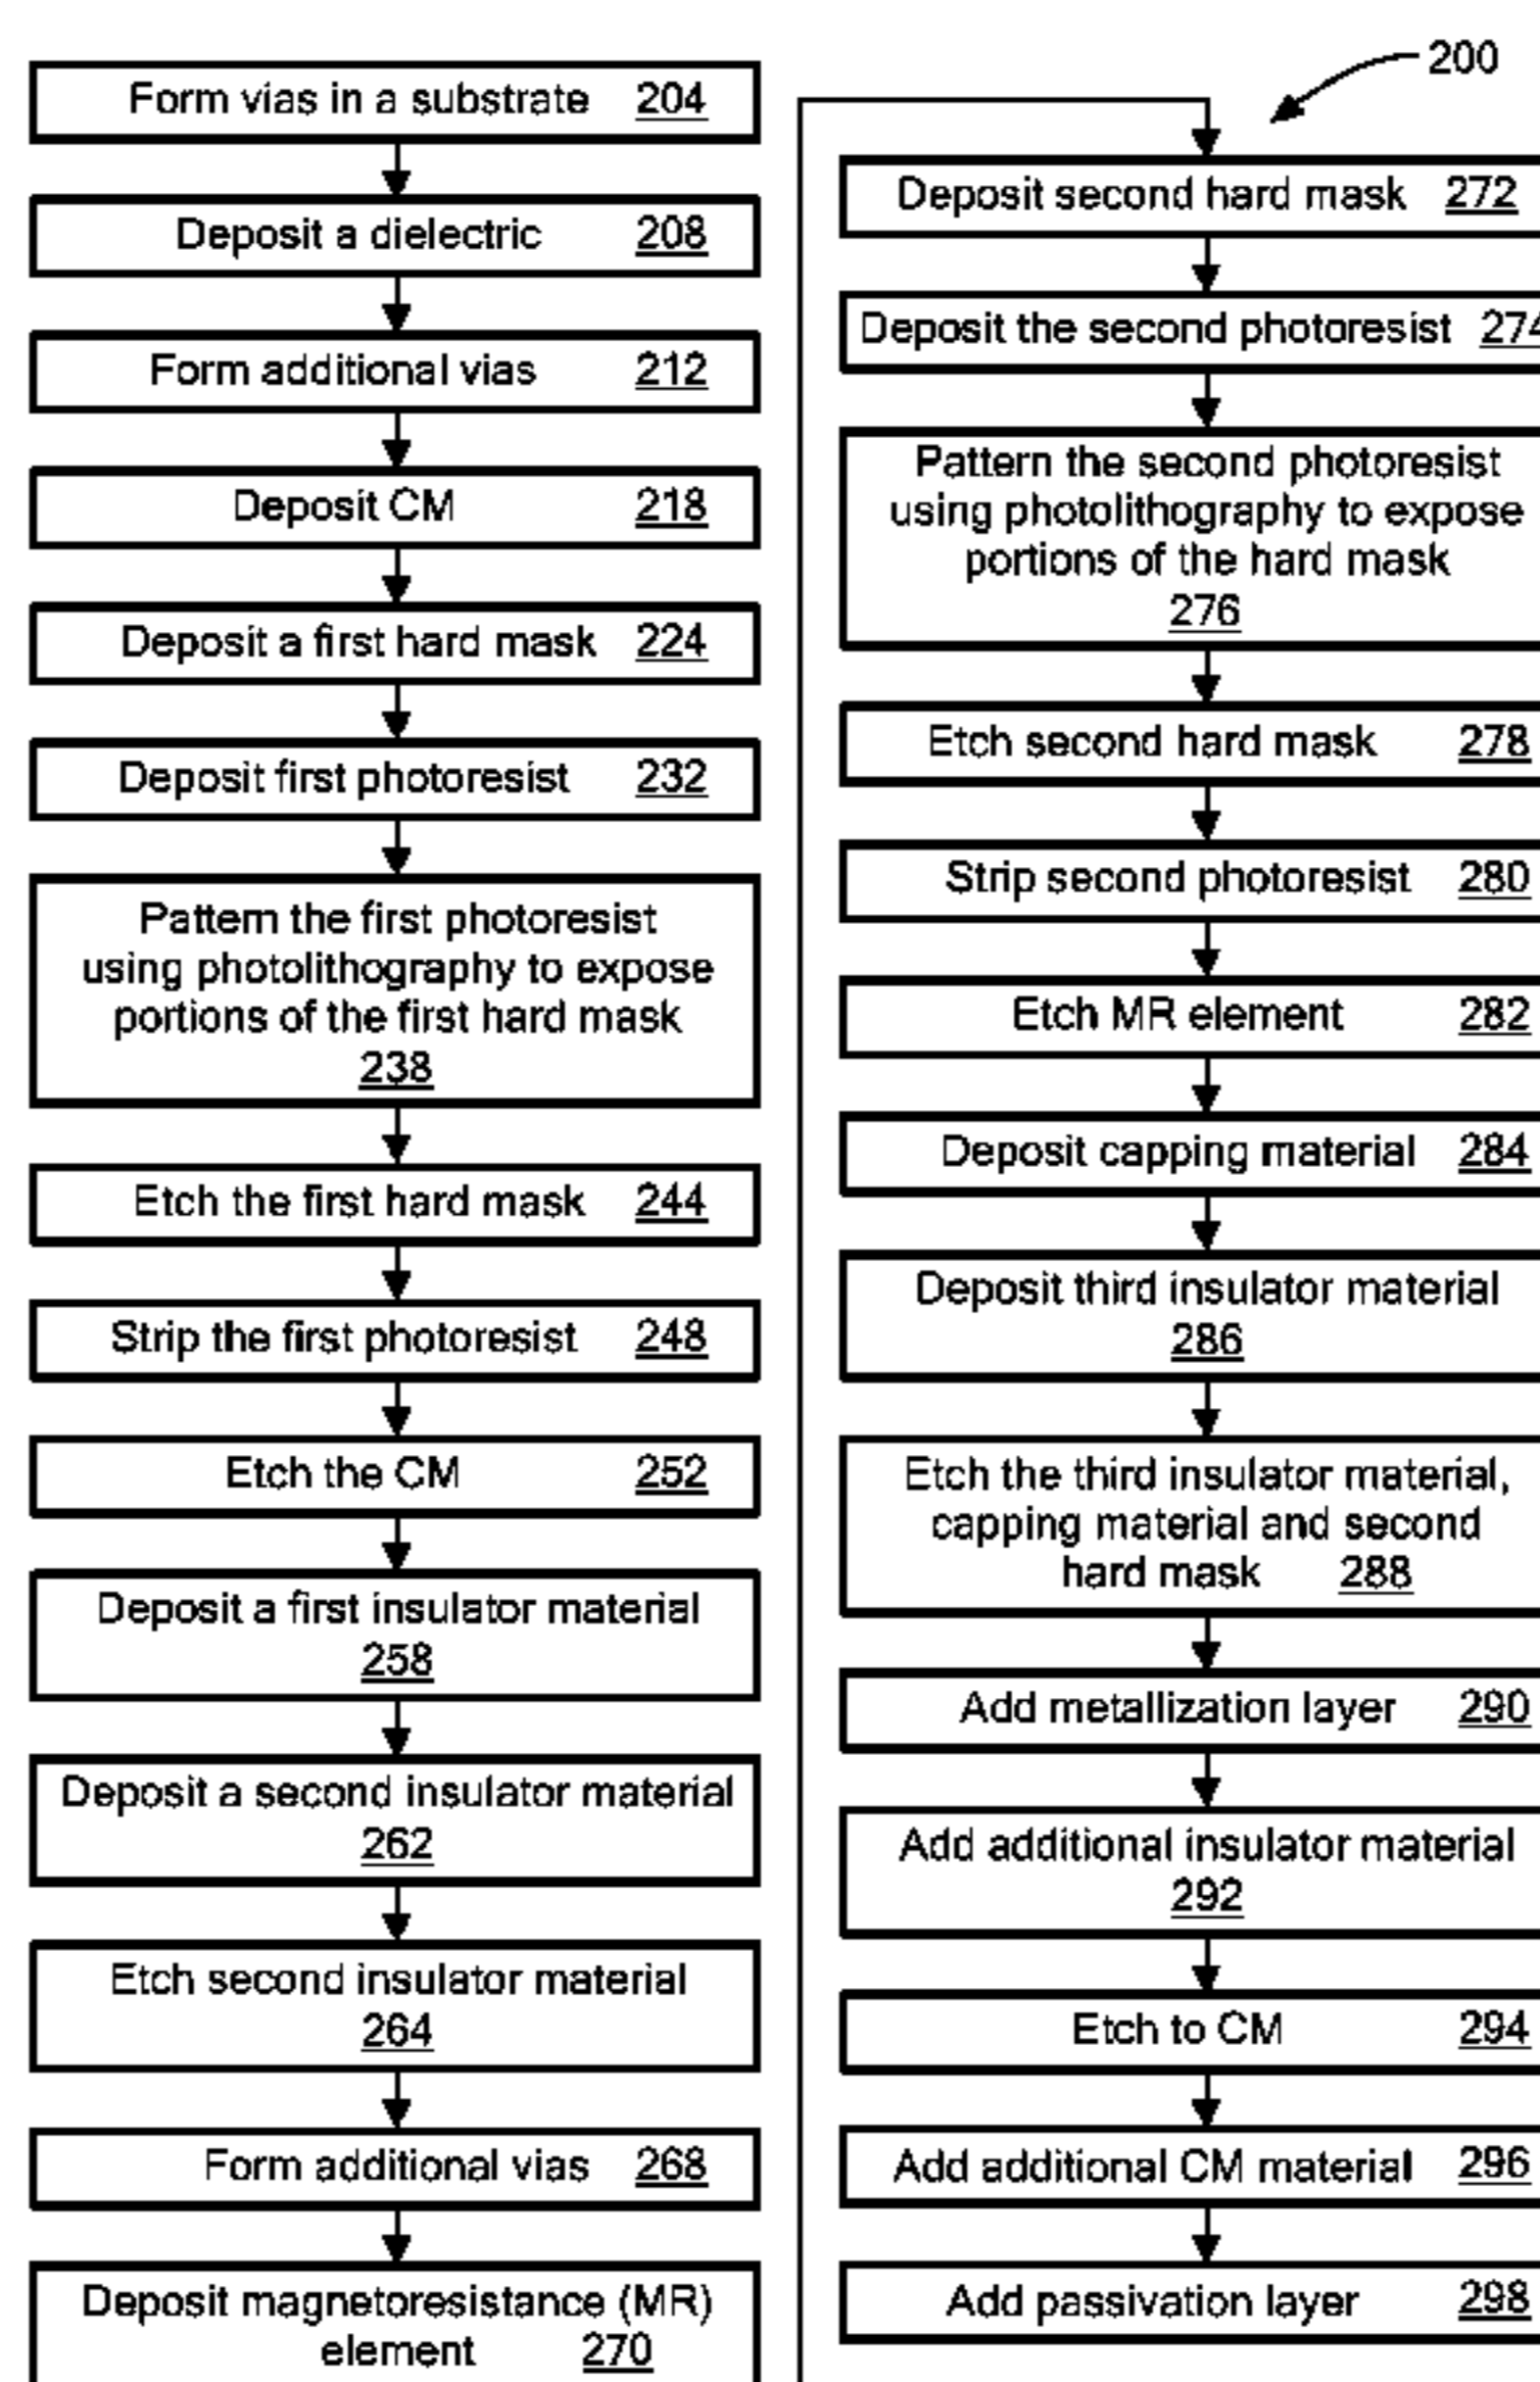 200
Form vias in a substrate 204
Deposit a dielectric 208
Form additional vias 212
Deposit CM 218
Deposit a first hard mask 224
Deposit first photoresist 232
Pattern the first photoresist
using photolithography to expose
portions of the first hard mask
238
Etch the first hard mask 244
Strip the first photoresist 248
Etch the CM 252
Deposit a first insulator material
258
Deposit a second insulator material
262
Etch second insulator material
264
Form additional vias 268
Deposit magnetoresistance (MR)
element 270
Deposit second hard mask 272
Deposit the second photoresist 274
Pattern the second photoresist
using photolithography to expose
portions of the hard mask
276
Etch second hard mask 278
Strip second photoresist 280
Etch MR element 282
Deposit capping material 284
Deposit third insulator material
286
Etch the third insulator material,
capping material and second
hard mask 288
Add metallization layer 290
Add additional insulator material
292
Etch to CM 294
Add additional CM material 296
Add passivation layer 298